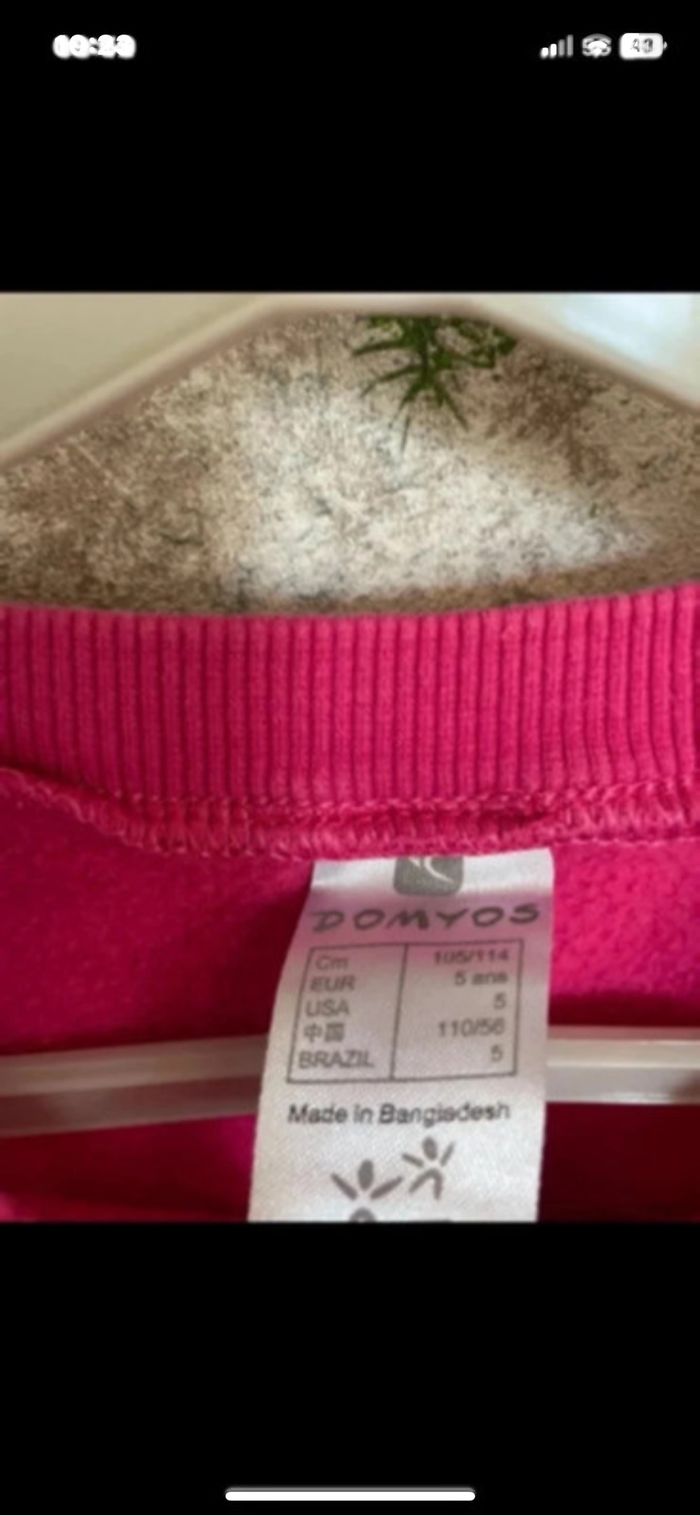 DOMYOS
Cm 105/114
EUR 5 ans
USA 5
中国 110/56
BRAZIL 5
Made in Bangladesh